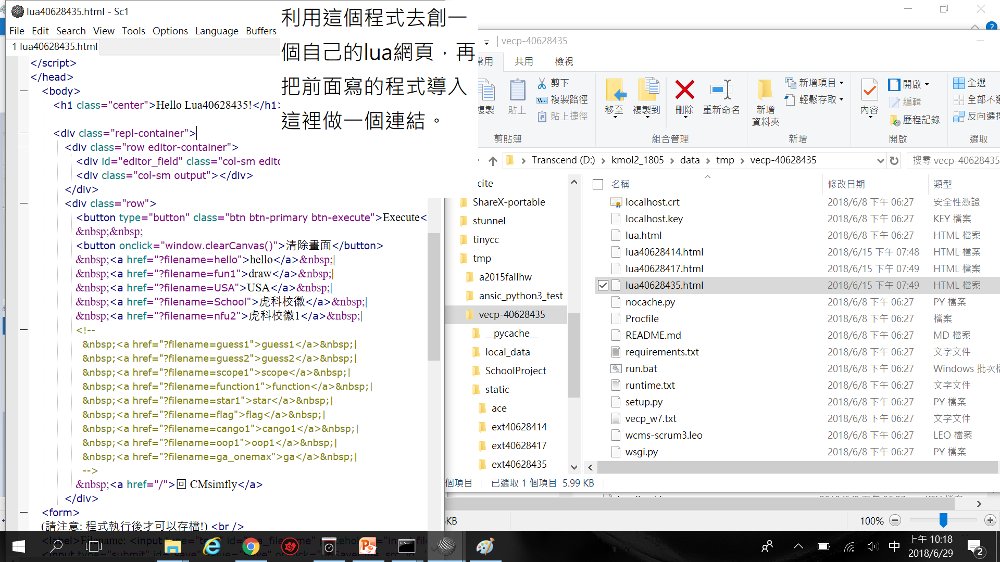 lua40628435.html - Sc1
File Edit Search View Tools Options Language Buffers
1 lua40628435.html
</script>
</head>
<body>
<h1 class="center">Hello Lua40628435!</h1>
<div class="repl-container">
<div class="row editor-container">
<div id="editor_field" class="col-sm edito
<div class="col-sm output"></div>
</div>
<div class="row">
<button type="button" class="btn btn-primary btn-execute">Execute<
&nbsp;&nbsp;
<button onclick="window.clearCanvas()">清除畫面</button>
&nbsp;<a href="?filename=hello">hello</a>&nbsp;|
&nbsp;<a href="?filename=fun1">draw</a>&nbsp;|
&nbsp;<a href="?filename=USA">USA</a>&nbsp;|
&nbsp;<a href="?filename=School">虎科校徽</a>&nbsp;|
&nbsp;<a href="?filename=nfu2">虎科校徽1</a>&nbsp;|
<!--
&nbsp;<a href="?filename=guess1">guess1</a>&nbsp;|
&nbsp;<a href="?filename=guess2">guess2</a>&nbsp;|
&nbsp;<a href="?filename=scope1">scope</a>&nbsp;|
&nbsp;<a href="?filename=function1">function</a>&nbsp;|
&nbsp;<a href="?filename=star1">star</a>&nbsp;|
&nbsp;<a href="?filename=flag">flag</a>&nbsp;|
&nbsp;<a href="?filename=cango1">cango1</a>&nbsp;|
&nbsp;<a href="?filename=oop1">oop1</a>&nbsp;|
&nbsp;<a href="?filename=ga_onemax">ga</a>&nbsp;|
-->
&nbsp;<a href="/">回 CMsimfly</a>
</div>
<form>
(請注意: 程式執行後才可以存檔!) <br />
利用這個程式去創一
個自己的lua網頁，再
把前面寫的程式導入
這裡做一個連結。
vecp-40628435
常用 共用 檢視
複製 貼上 剪下 複製路徑 貼上捷徑
移至 複製到 刪除 重新命名
新增資料夾 新增項目 輕鬆存取
內容 開啟 編輯 歷程記錄
全選 全部不選 反向選擇
剪貼簿 組合管理 新增 開啟 選取
Transcend (D:) > kmol2_1805 > data > tmp > vecp-40628435
搜尋 vecp-40628435
cite
ShareX-portable
stunnel
tinycc
tmp
a2015fallhw
ansic_python3_test
vecp-40628435
__pycache__
local_data
SchoolProject
static
ace
ext40628414
ext40628417
ext40628435
名稱 修改日期 類型
localhost.crt 2018/6/8 下午 06:27 安全性憑證
localhost.key 2018/6/8 下午 06:27 KEY 檔案
lua.html 2018/6/8 下午 06:27 HTML 檔案
lua40628414.html 2018/6/15 下午 07:48 HTML 檔案
lua40628417.html 2018/6/15 下午 07:49 HTML 檔案
lua40628435.html 2018/6/15 下午 07:49 HTML 檔案
nocache.py 2018/6/8 下午 06:27 PY 檔案
Procfile 2018/6/8 下午 06:27 檔案
README.md 2018/6/8 下午 06:27 MD 檔案
requirements.txt 2018/6/8 下午 06:27 文字文件
run.bat 2018/6/8 下午 06:27 Windows 批次檔
runtime.txt 2018/6/8 下午 06:27 文字文件
setup.py 2018/6/8 下午 06:27 PY 檔案
vecp_w7.txt 2018/6/8 下午 06:27 文字文件
wcms-scrum3.leo 2018/6/8 下午 06:27 LEO 檔案
wsgi.py 2018/6/8 下午 06:27 PY 檔案
個項目 已選取 1 個項目 5.99 KB
KB
100%
中
上午 10:18
2018/6/29
2